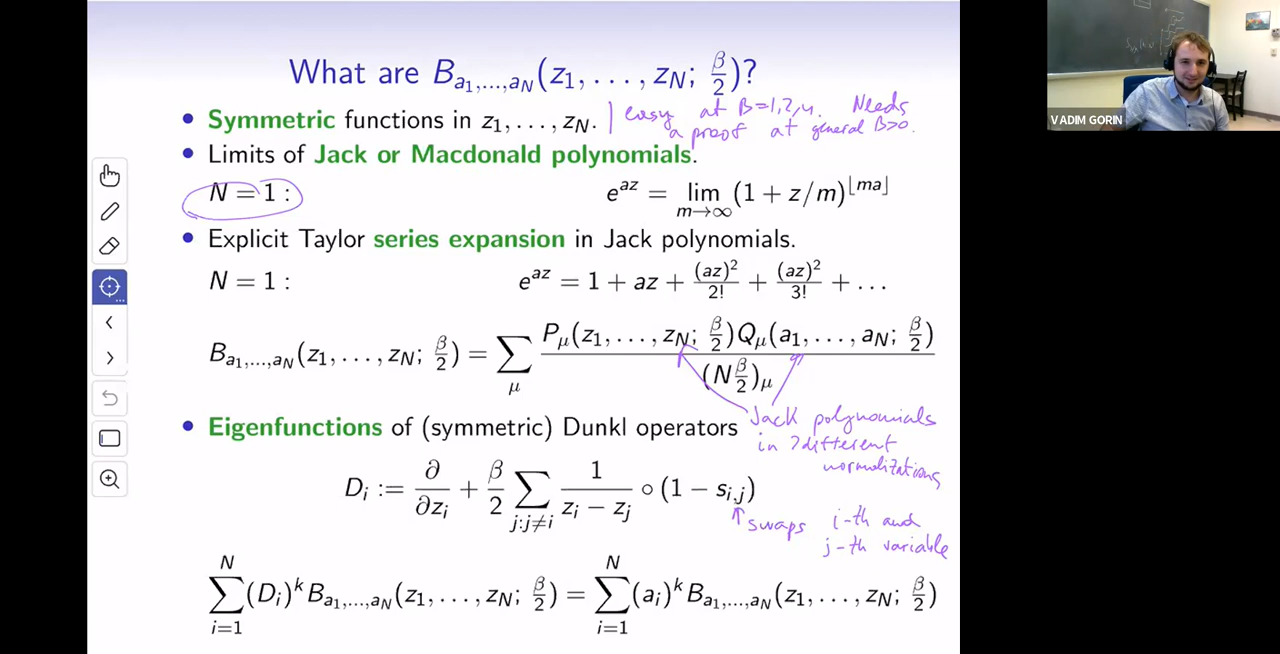 What are B_{a_1,...,a_N}(z_1, . . . , z_N; β/2)?
• Symmetric functions in z_1, . . . , z_N. | easy at β=1,2,4. Needs
a proof at general β>0.
• Limits of Jack or Macdonald polynomials.
N = 1 : e^{az} = lim_{m→∞} (1 + z/m)^{⌊ma⌋}
• Explicit Taylor series expansion in Jack polynomials.
N = 1 : e^{az} = 1 + az + (az)^2/2! + (az)^2/3! + . . .
B_{a_1,...,a_N}(z_1, . . . , z_N; β/2) = ∑_μ P_μ(z_1, . . . , z_N; β/2)Q_μ(a_1, . . . , a_N; β/2) / (N β/2)_μ
Jack polynomials
in 2 different
normalizations
• Eigenfunctions of (symmetric) Dunkl operators
D_i := ∂/∂z_i + β/2 ∑_{j:j≠i} 1/(z_i − z_j) ∘ (1 − s_{i,j})
↑ swaps i-th and
j-th variable
∑_{i=1}^{N} (D_i)^k B_{a_1,...,a_N}(z_1, . . . , z_N; β/2) = ∑_{i=1}^{N} (a_i)^k B_{a_1,...,a_N}(z_1, . . . , z_N; β/2)
VADIM GORIN